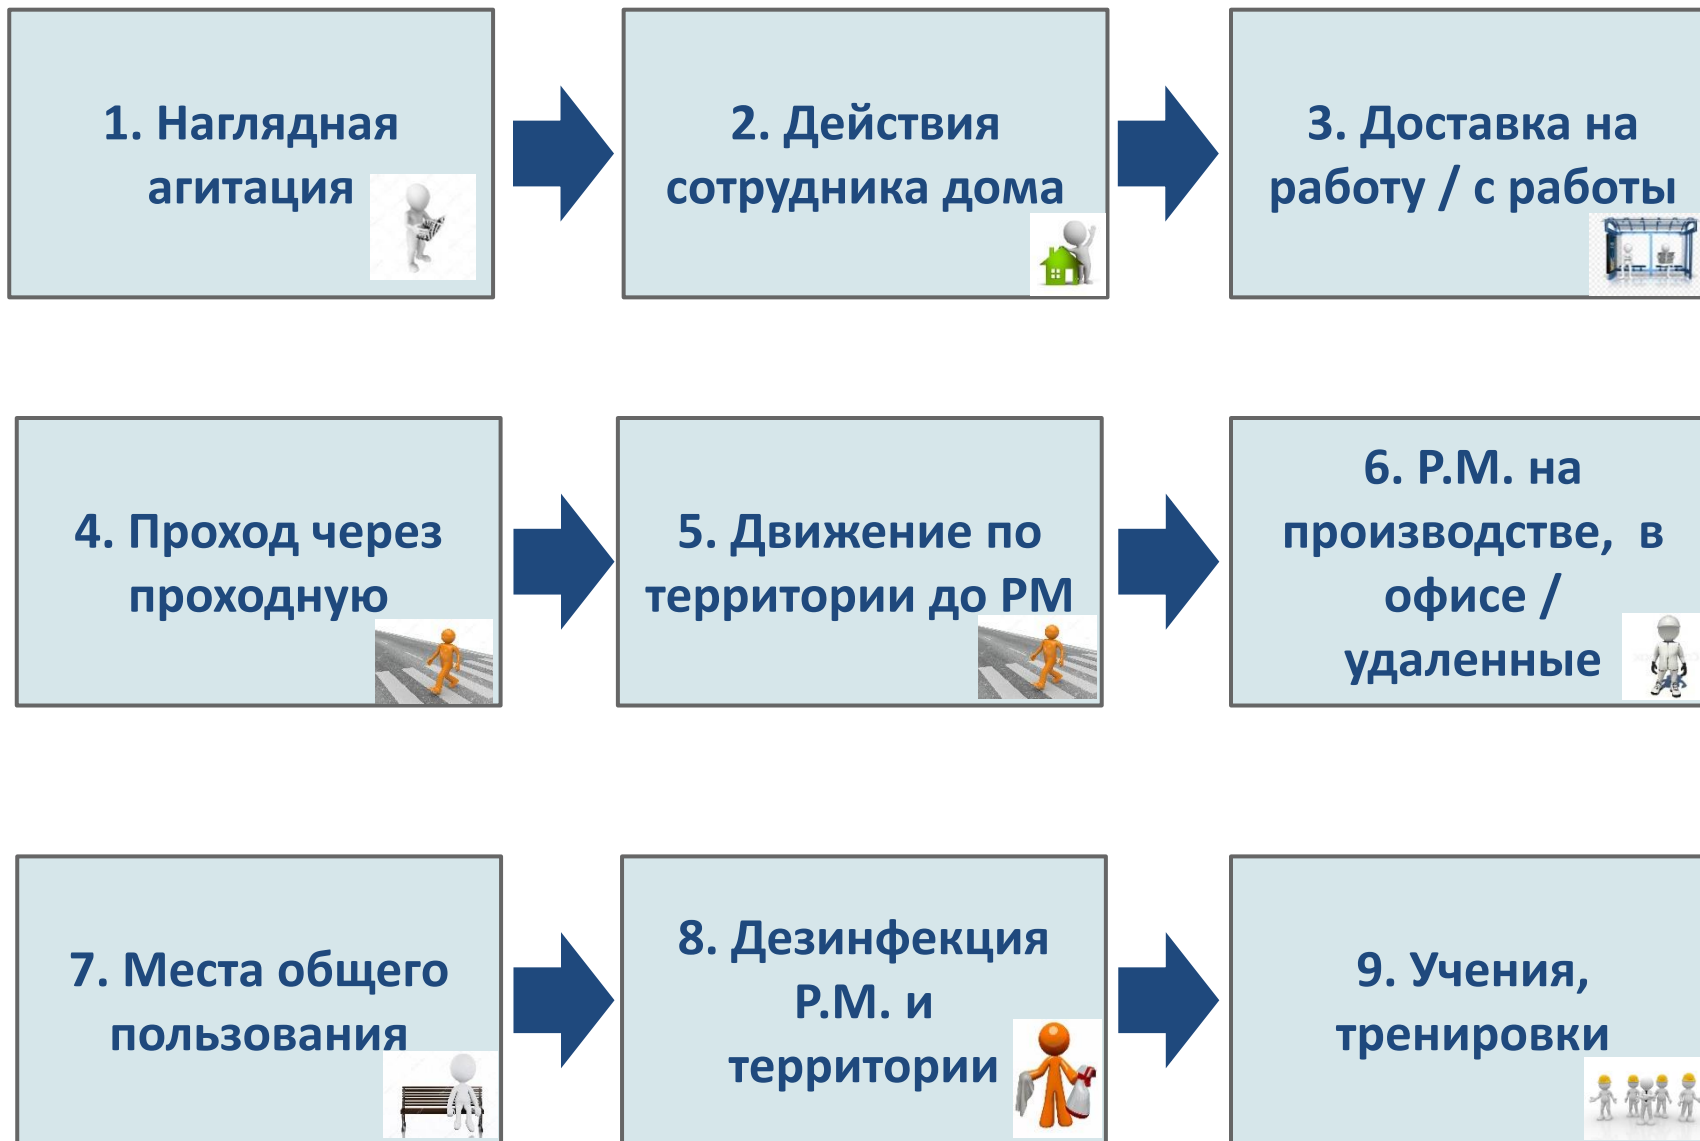 1. Наглядная
агитация
2. Действия
сотрудника дома
3. Доставка на
работу / с работы
4. Проход через
проходную
5. Движение по
территории до РМ
6. Р.М. на
производстве,  в
офисе /
удаленные
7. Места общего
пользования
8. Дезинфекция
Р.М. и
территории
9. Учения,
тренировки